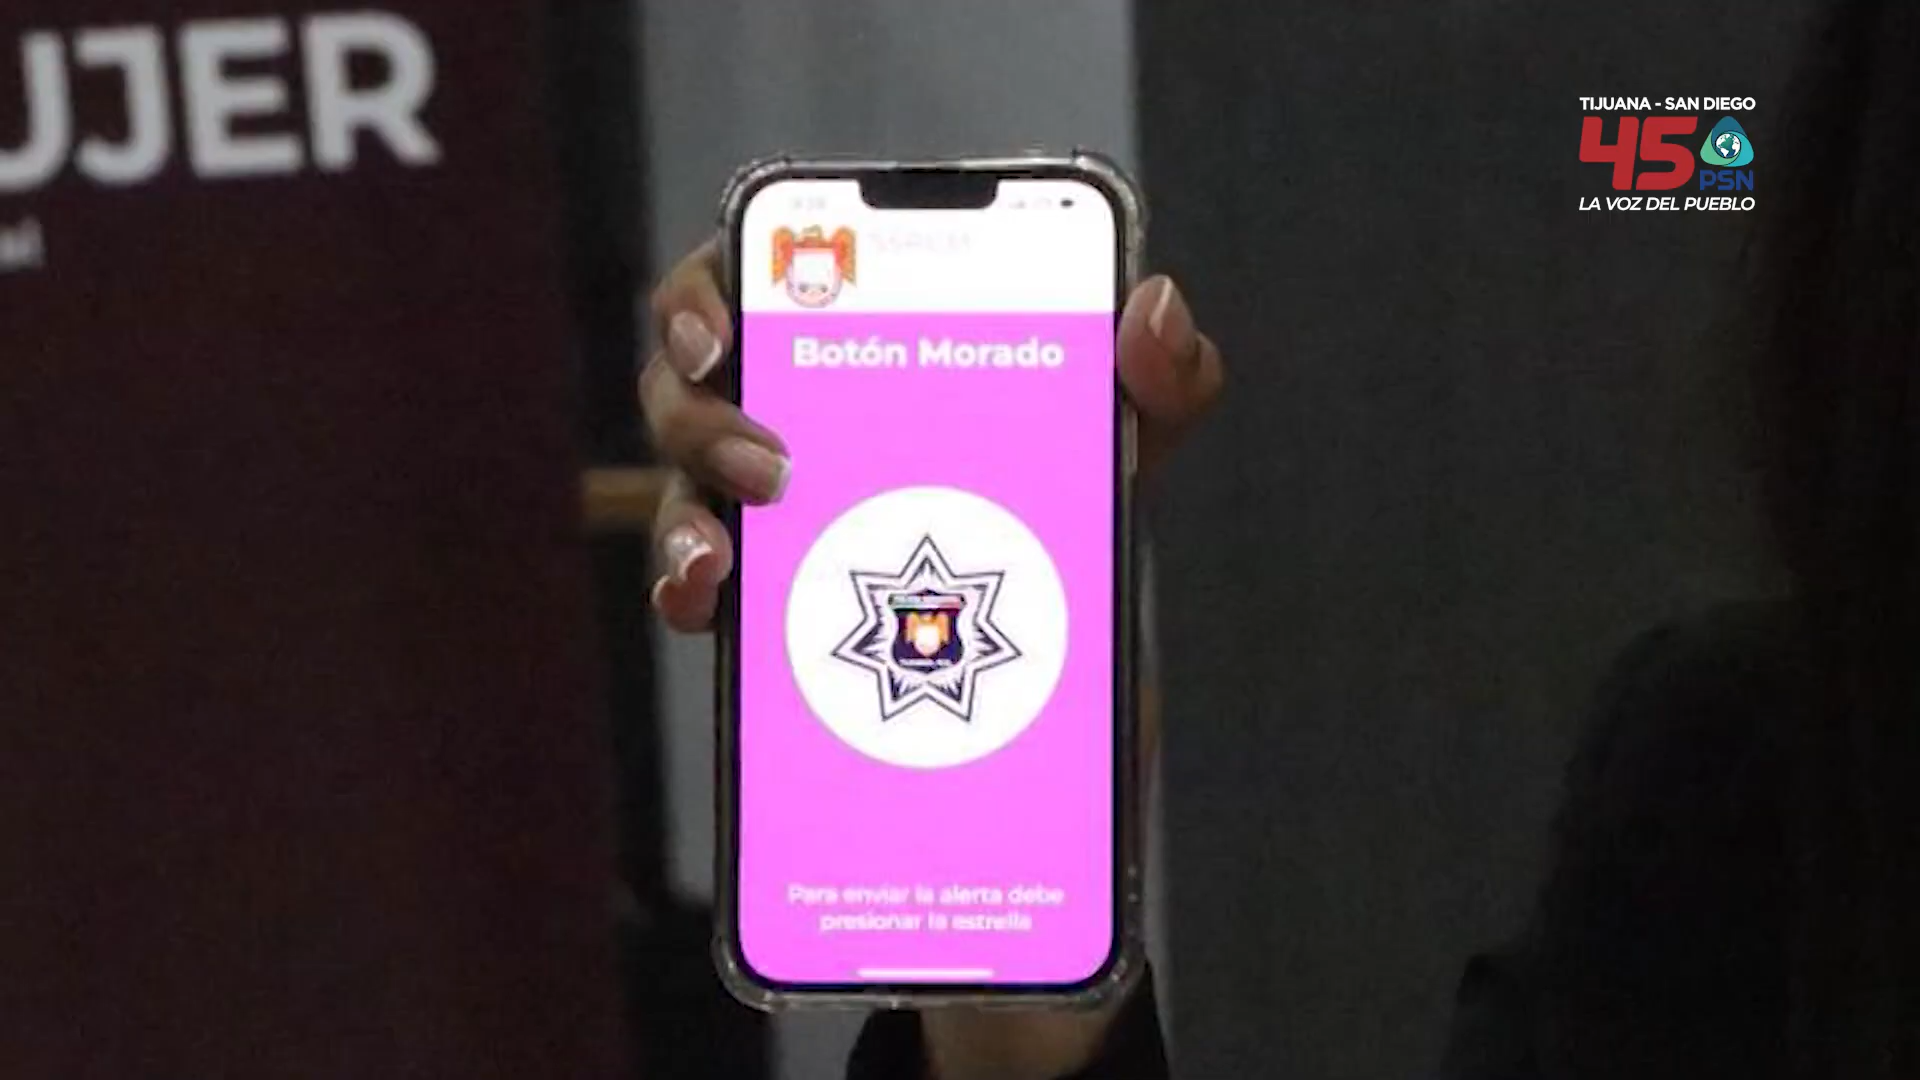 UJER
TIJUANA - SAN DIEGO
45
PSN
LA VOZ DEL PUEBLO
Botón Morado
Para enviar la alerta debe
presionar la estrella